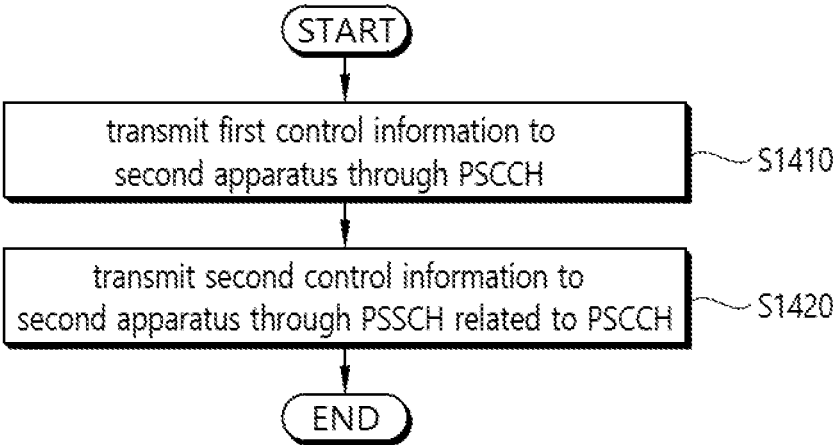 START
transmit first control information to
second apparatus through PSCCH
S1410
transmit second control information to
second apparatus through PSSCH related to PSCCH
S1420
END